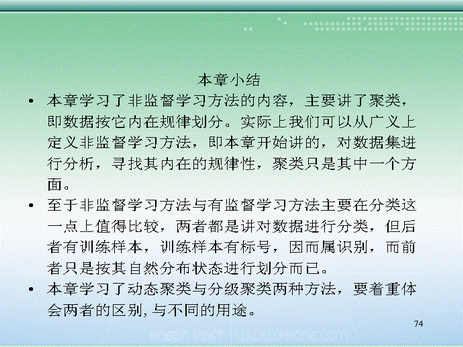 本章小结
• 本章学习了非监督学习方法的内容，主要讲了聚类，
即数据按它内在规律划分。实际上我们可以从广义上
定义非监督学习方法，即本章开始讲的，对数据集进
行分析，寻找其内在的规律性，聚类只是其中一个方
面。
• 至于非监督学习方法与有监督学习方法主要在分类这
一点上值得比较，两者都是讲对数据进行分类，但后
者有训练样本，训练样本有标号，因而属识别，而前
者只是按其自然分布状态进行划分而已。
• 本章学习了动态聚类与分级聚类两种方法，要着重体
会两者的区别,与不同的用途。
74